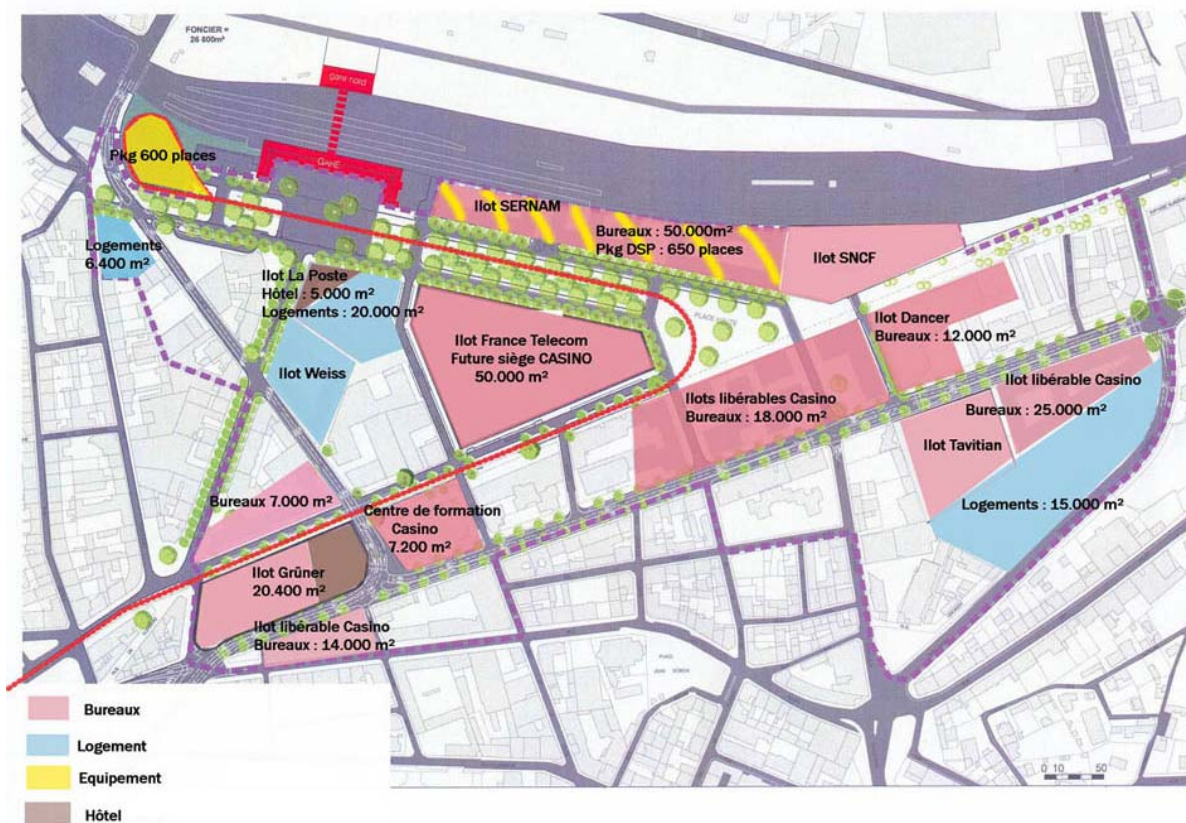 FONCIER =
26 800m²
gare nord
GARE
Pkg 600 places
Ilot SERNAM
Bureaux : 50.000m²
Pkg DSP : 650 places
Ilot SNCF
Logements
6.400 m²
Ilot La Poste
Hôtel : 5.000 m²
Logements : 20.000 m²
Ilot Dancer
Bureaux : 12.000 m²
Ilot France Telecom
Future siège CASINO
50.000 m²
Ilot Weiss
Ilots libérables Casino
Bureaux : 18.000 m²
Ilot libérable Casino
Bureaux : 25.000 m²
Ilot Tavitian
Logements : 15.000 m²
Bureaux 7.000 m²
Centre de formation
Casino
7.200 m²
Ilot Grüner
20.400 m²
Ilot libérable Casino
Bureaux : 14.000 m²
PLACE
Bureaux
Logement
Equipement
Hôtel
0 10 50